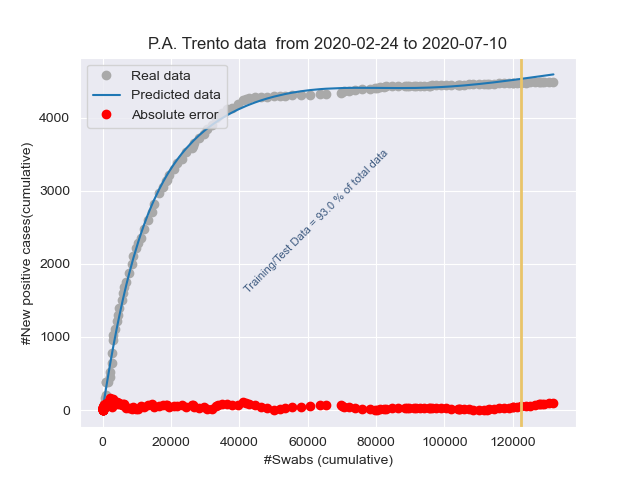 P.A. Trento data  from 2020-02-24 to 2020-07-10
Real data
Predicted data
Absolute error
4000
3000
2000
1000
0
#New positive cases(cumulative)
Training/Test Data = 93.0 % of total data
0
20000
40000
60000
80000
100000
120000
#Swabs (cumulative)